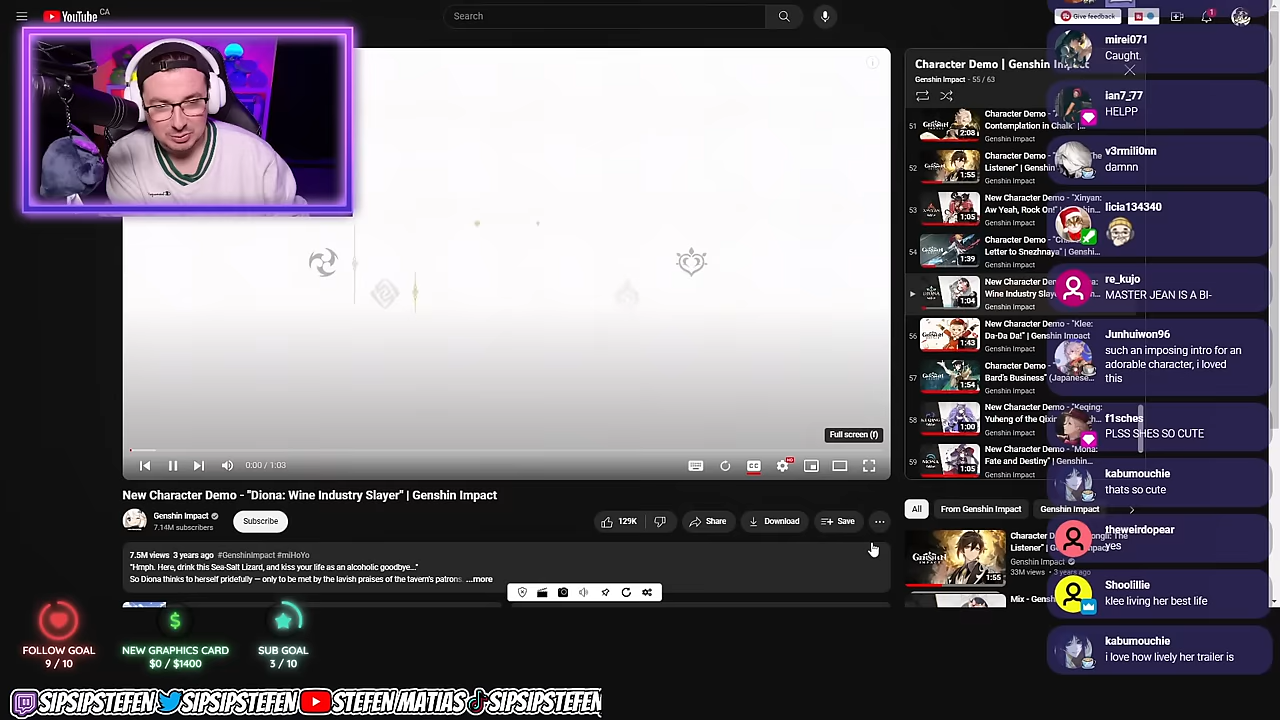 YouTube CA
Search
Give feedback
Character Demo | Genshin
Genshin Impact - 55 / 63
51
Contemplation in Chalk" |...
2:08
Genshin Impact
52
Character Demo -
Listener" | Genshin
1:55
Genshin Impact
53
New Character Demo - "Xinyan:
Aw Yeah, Rock On!"
1:05
Genshin Impact
54
Character Demo -
Letter to Snezhnaya" | Genshi...
1:39
Genshin Impact
New Character Demo -
Wine Industry Slayer"
1:04
Genshin Impact
56
New Character Demo - "Klee:
Da-Da Da!" | Genshin Impact
1:43
Genshin Impact
57
Character Demo -
Bard's Business" (Japanese...
1:54
Genshin Impact
58
New Character Demo - "Keqing:
Yuheng of the Qixing
1:00
Genshin Impact
59
New Character Demo - "Mona:
Fate and Destiny" | Genshin
1:05
Genshin Impact
All
From Genshin Impact
Genshin Impact
Character
Listener" | Genshin Impact
Genshin Impact
33M views • 3 years ago
1:55
Mix - Gensh
mirei071
Caught.
ian7_77
HELPP
v3rmili0nn
damnn
licia134340
re_kujo
MASTER JEAN IS A BI-
Junhuiwon96
such an imposing intro for an
adorable character, i loved
this
f1sches
PLSS SHES SO CUTE
kabumouchie
thats so cute
theweirdopear
yes
Shoolillie
klee living her best life
kabumouchie
i love how lively her trailer is
Full screen (f)
0:00 / 1:03
CC
HD
New Character Demo - "Diona: Wine Industry Slayer" | Genshin Impact
Genshin Impact
7.14M subscribers
Subscribe
129K
Share
Download
Save
7.5M views 3 years ago #GenshinImpact #miHoYo
"Hmph. Here, drink this Sea-Salt Lizard, and kiss your life as an alcoholic goodbye..."
So Diona thinks to herself pridefully — only to be met by the lavish praise of the tavern's patrons. ...more
FOLLOW GOAL
9 / 10
NEW GRAPHICS CARD
$0 / $1400
SUB GOAL
3 / 10
SIPSIPSTEFEN SIPSIPSTEFEN STEFEN MATIAS SIPSIPSTEFEN